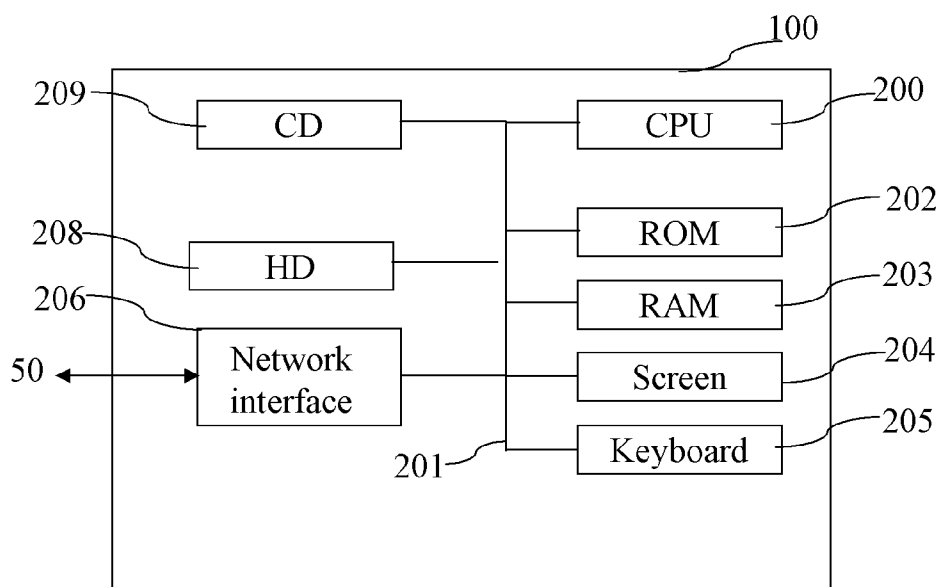 100
209
CD
CPU
200
208
HD
ROM
202
RAM
203
206
Network
interface
50
Screen
204
201
Keyboard
205